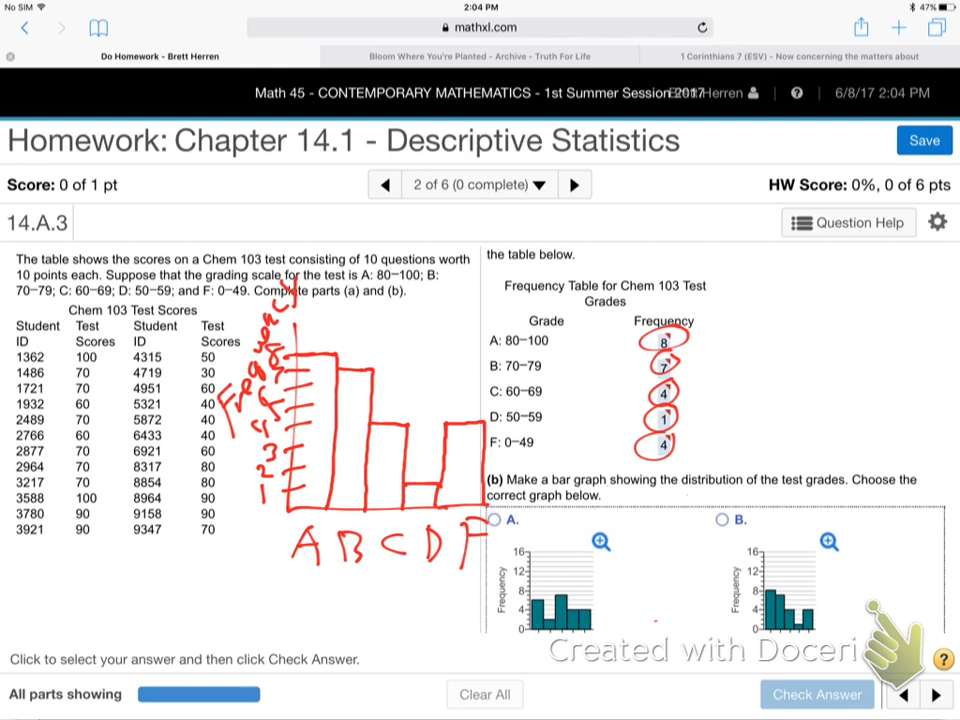 No SIM 2:04 PM 47%
mathxl.com
Do Homework - Brett Herren Bloom Where You're Planted - Archive - Truth For Life 1 Corinthians 7 (ESV) - Now concerning the matters about
Math 45 - CONTEMPORARY MATHEMATICS - 1st Summer Session 2017 Herren ? 6/8/17 2:04 PM
Homework: Chapter 14.1 - Descriptive Statistics Save
Score: 0 of 1 pt 2 of 6 (0 complete) HW Score: 0%, 0 of 6 pts
14.A.3 Question Help
The table shows the scores on a Chem 103 test consisting of 10 questions worth
10 points each. Suppose that the grading scale for the test is A: 80–100; B:
70–79; C: 60–69; D: 50–59; and F: 0–49. Complete parts (a) and (b).
Chem 103 Test Scores
Student Test Student Test
ID Scores ID Scores
1362 100 4315 50
1486 70 4719 30
1721 70 4951 60
1932 60 5321 40
2489 70 5872 40
2766 60 6433 40
2877 70 6921 60
2964 70 8317 80
3217 70 8854 80
3588 100 8964 90
3780 90 9158 90
3921 90 9347 70
Frequency
8
7
6
5
4
3
2
1
A B C D F
the table below.
Frequency Table for Chem 103 Test
Grades
Grade Frequency
A: 80–100 8
B: 70–79 7
C: 60–69 4
D: 50–59 1
F: 0–49 4
(b) Make a bar graph showing the distribution of the test grades. Choose the
correct graph below.
A. B.
16
12
8
4
0
Frequency
16
12
8
4
0
Frequency
Created with Doceri
Click to select your answer and then click Check Answer. ?
All parts showing Clear All Check Answer